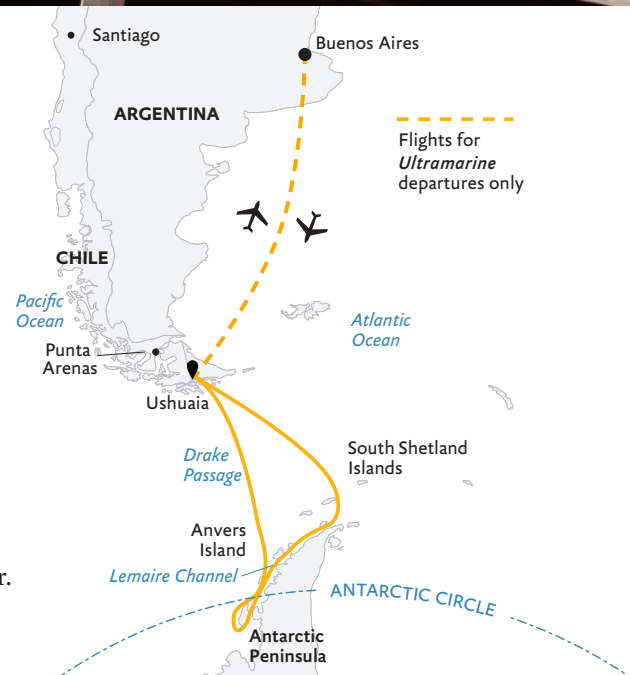 Santiago
Buenos Aires
ARGENTINA
Flights for
Ultramarine
departures only
CHILE
Pacific
Ocean
Atlantic
Ocean
Punta
Arenas
Ushuaia
Drake
Passage
South Shetland
Islands
Anvers
Island
Lemaire Channel
r.
ANTARCTIC CIRCLE
Antarctic
Peninsula